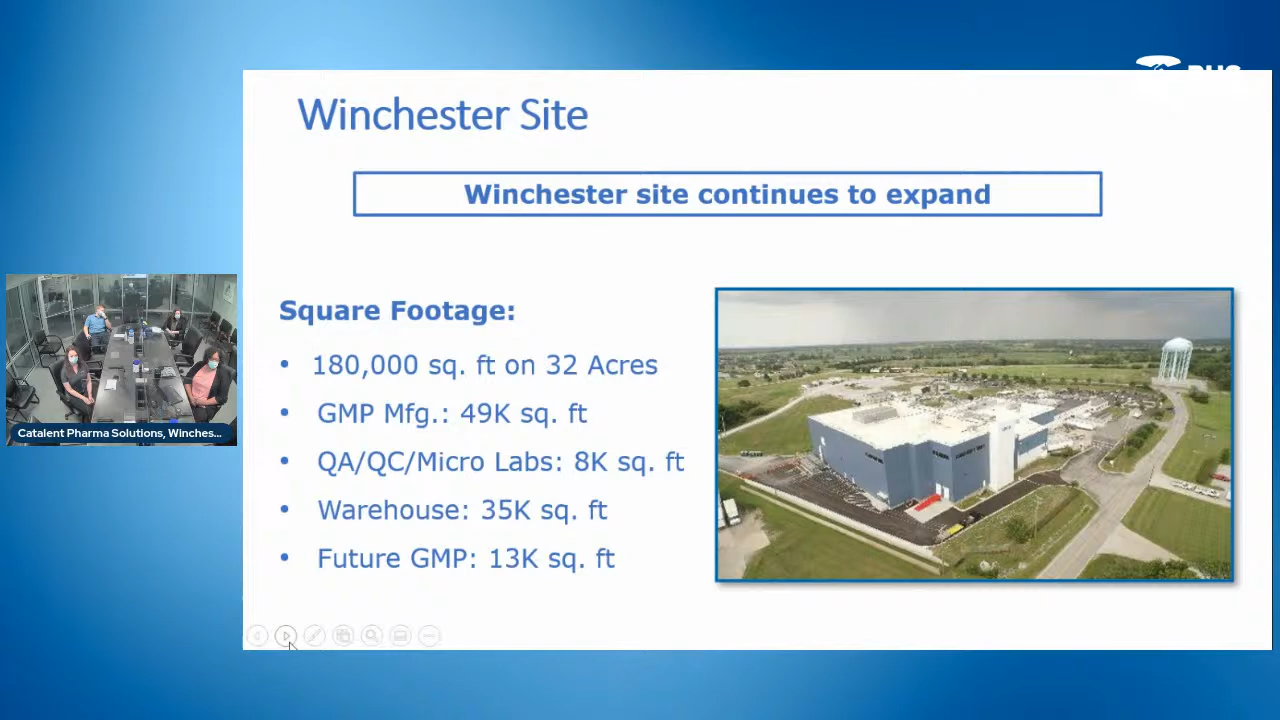 Winchester Site
Winchester site continues to expand
Square Footage:
• 180,000 sq. ft on 32 Acres
• GMP Mfg.: 49K sq. ft
• QA/QC/Micro Labs: 8K sq. ft
• Warehouse: 35K sq. ft
• Future GMP: 13K sq. ft
Catalent Pharma Solutions, Winches...